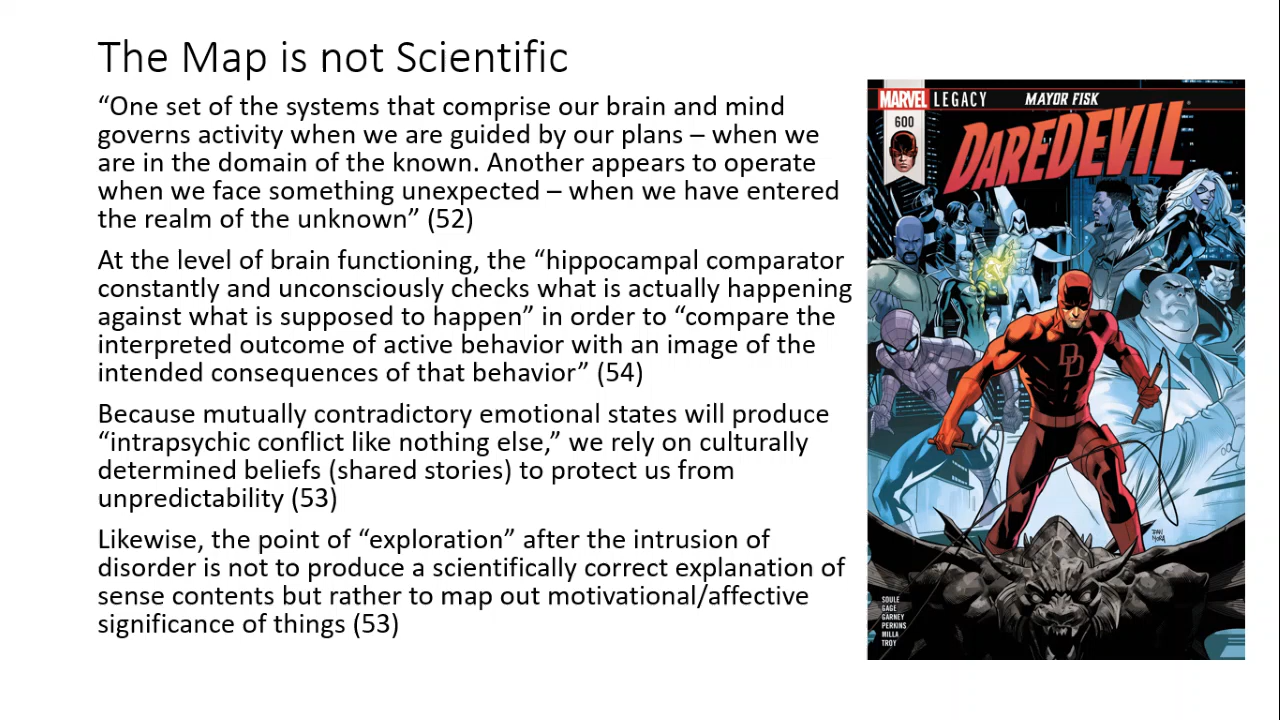 The Map is not Scientific
“One set of the systems that comprise our brain and mind
governs activity when we are guided by our plans – when we
are in the domain of the known. Another appears to operate
when we face something unexpected – when we have entered
the realm of the unknown” (52)
At the level of brain functioning, the “hippocampal comparator
constantly and unconsciously checks what is actually happening
against what is supposed to happen” in order to “compare the
interpreted outcome of active behavior with an image of the
intended consequences of that behavior” (54)
Because mutually contradictory emotional states will produce
“intrapsychic conflict like nothing else,” we rely on culturally
determined beliefs (shared stories) to protect us from
unpredictability (53)
Likewise, the point of “exploration” after the intrusion of
disorder is not to produce a scientifically correct explanation of
sense contents but rather to map out motivational/affective
significance of things (53)
MARVEL LEGACY
MAYOR FISK
600
DAREDEVIL
DD
DAN
MORA
SOULE
GAGE
GARNEY
PERKINS
MILLA
TROY